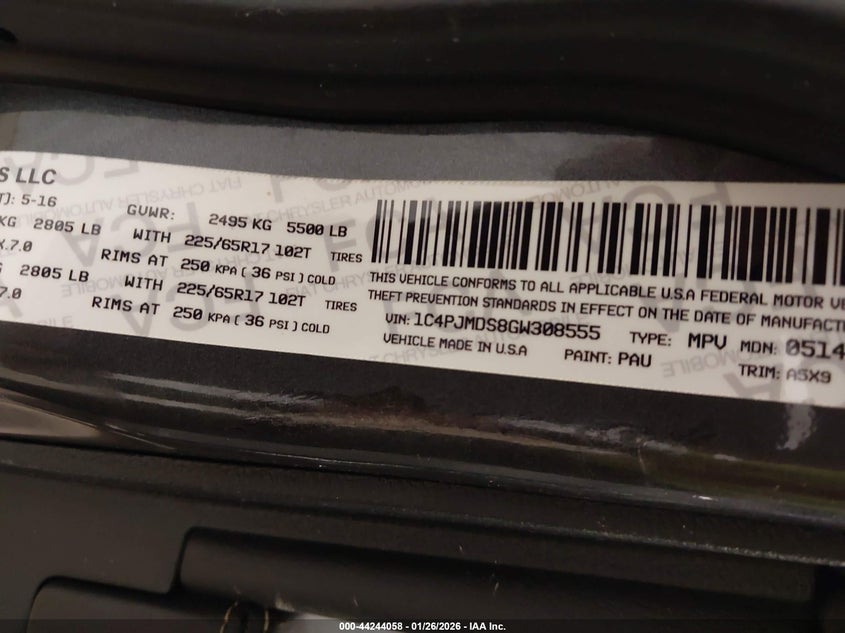 S LLC
T): 5-16
GVWR: 2495 KG 5500 LB
KG 2805 LB WITH 225/65R17 102T TIRES
X.7.0 RIMS AT 250 KPA ( 36 PSI ) COLD
G 2805 LB WITH 225/65R17 102T TIRES
7.0 RIMS AT 250 KPA ( 36 PSI ) COLD
THIS VEHICLE CONFORMS TO ALL APPLICABLE U.S.A FEDERAL MOTOR VE
THEFT PREVENTION STANDARDS IN EFFECT ON THE DATE OF MANUFACT
VIN: 1C4PJMDS8GW308555 TYPE: MPV MDN: 0514
VEHICLE MADE IN U.S.A PAINT: PAU TRIM: A5X9
000-44244058 - 01/26/2026 - IAA Inc.